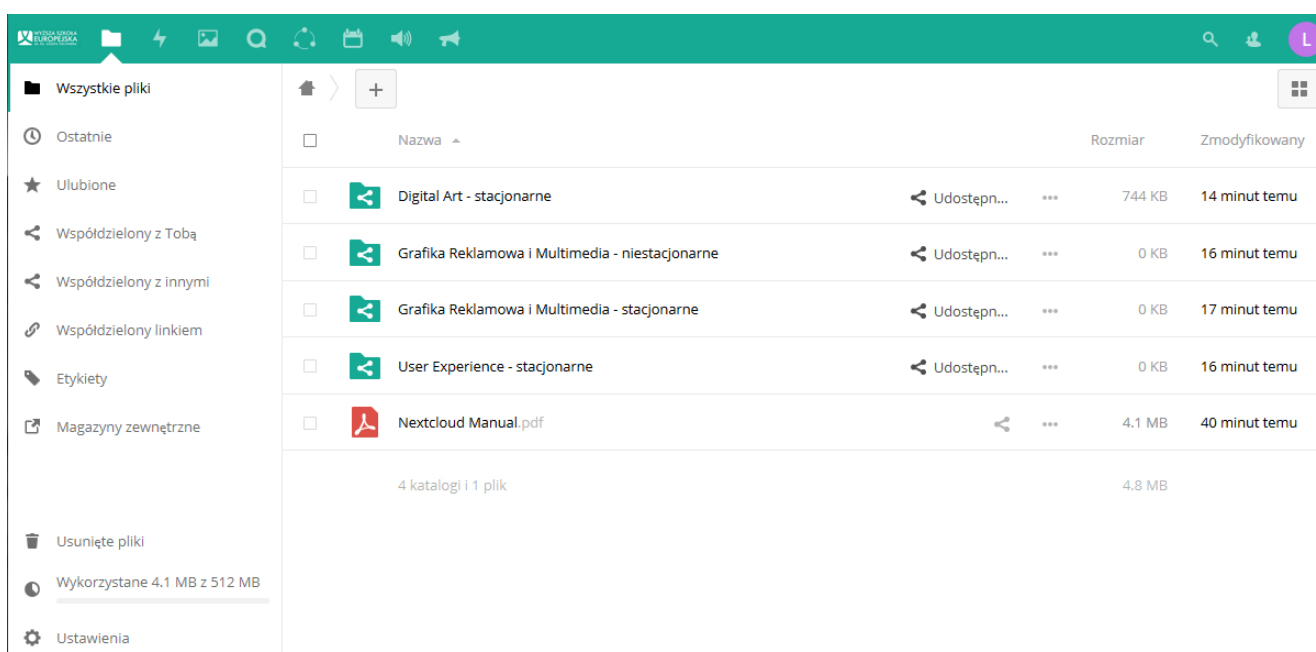 WYŻSZA SZKOŁA
EUROPEJSKA
L
Wszystkie pliki
Ostatnie
Ulubione
Współdzielony z Tobą
Współdzielony z innymi
Współdzielony linkiem
Etykiety
Magazyny zewnętrzne
Usunięte pliki
Wykorzystane 4.1 MB z 512 MB
Ustawienia
+
Nazwa Rozmiar Zmodyfikowany
Digital Art - stacjonarne Udostępn... 744 KB 14 minut temu
Grafika Reklamowa i Multimedia - niestacjonarne Udostępn... 0 KB 16 minut temu
Grafika Reklamowa i Multimedia - stacjonarne Udostępn... 0 KB 17 minut temu
User Experience - stacjonarne Udostępn... 0 KB 16 minut temu
Nextcloud Manual.pdf 4.1 MB 40 minut temu
4 katalogi i 1 plik 4.8 MB